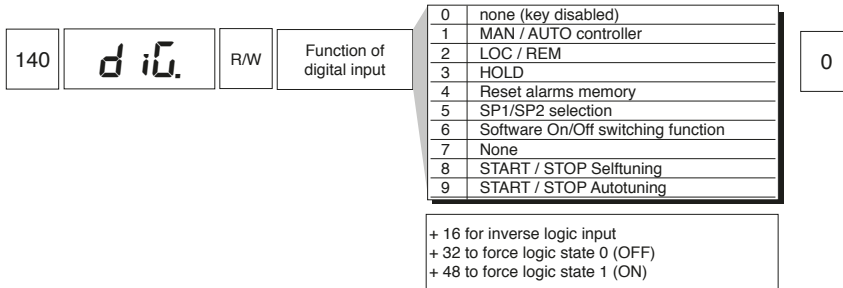 140
diG.
R/W
Function of
digital input
0 none (key disabled)
1 MAN / AUTO controller
2 LOC / REM
3 HOLD
4 Reset alarms memory
5 SP1/SP2 selection
6 Software On/Off switching function
7 None
8 START / STOP Selftuning
9 START / STOP Autotuning
0
+ 16 for inverse logic input
+ 32 to force logic state 0 (OFF)
+ 48 to force logic state 1 (ON)